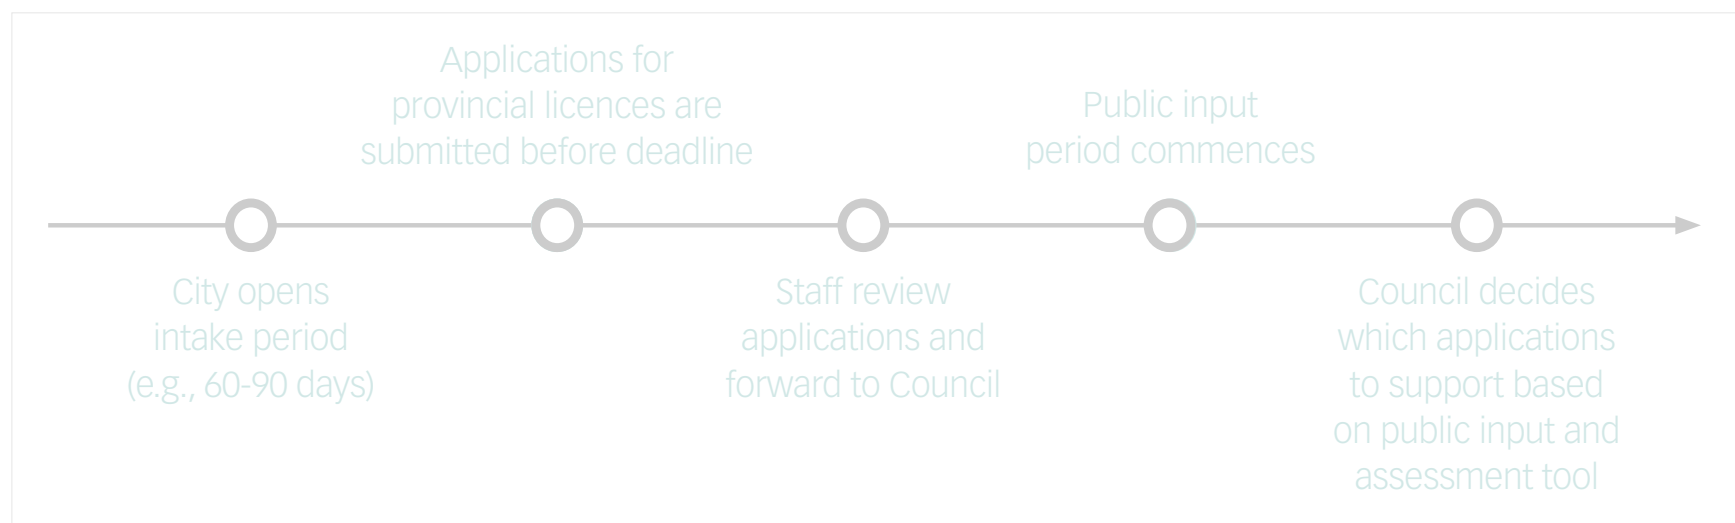 City opens
intake period
(e.g., 60-90 days)
Applications for
provincial licences are
submitted before deadline
Staff review
applications and
forward to Council
Public input
period commences
Council decides
which applications
to support based
on public input and
assessment tool